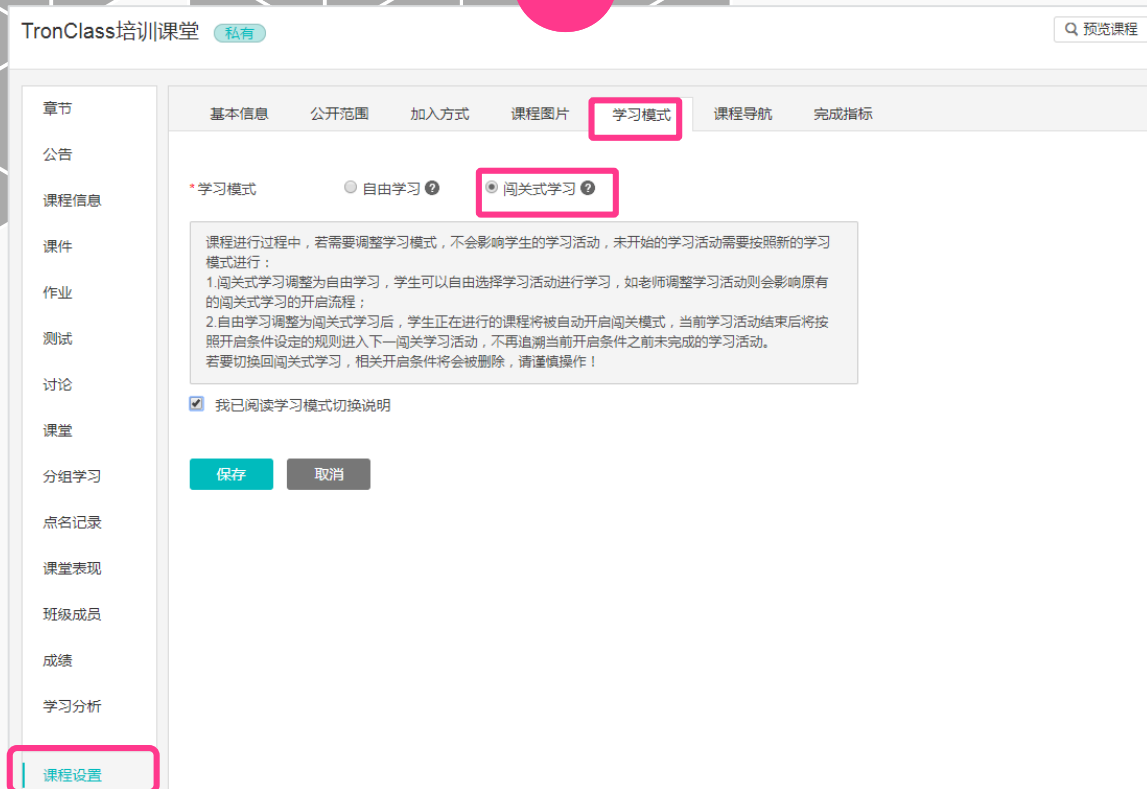 TronClass培训课堂 私有
预览课程
章节
公告
课程信息
课件
作业
测试
讨论
课堂
分组学习
点名记录
课堂表现
班级成员
成绩
学习分析
课程设置
基本信息 公开范围 加入方式 课程图片 学习模式 课程导航 完成指标
*学习模式 自由学习 ? 闯关式学习 ?
课程进行过程中，若需要调整学习模式，不会影响学生的学习活动，未开始的学习活动需要按照新的学习
模式进行：
1.闯关式学习调整为自由学习，学生可以自由选择学习活动进行学习，如老师调整学习活动则会影响原有
的闯关式学习的开启流程；
2.自由学习调整为闯关式学习后，学生正在进行的课程将被自动开启闯关模式，当前学习活动结束后将按
照开启条件设定的规则进入下一闯关学习活动，不再追溯当前开启条件之前未完成的学习活动。
若要切换回闯关式学习，相关开启条件将会被删除，请谨慎操作！
我已阅读学习模式切换说明
保存 取消